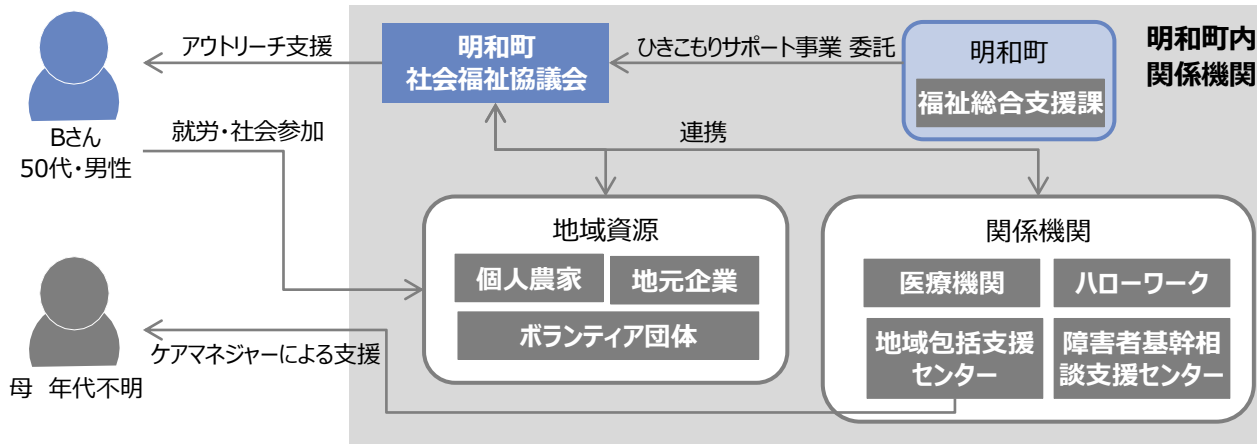 アウトリーチ支援
明和町
社会福祉協議会
ひきこもりサポート事業 委託
明和町
福祉総合支援課
明和町内
関係機関
Bさん
50代・男性
就労・社会参加
連携
地域資源
個人農家
地元企業
ボランティア団体
関係機関
医療機関
ハローワーク
地域包括支援
センター
障害者基幹相
談支援センター
ケアマネジャーによる支援
母 年代不明